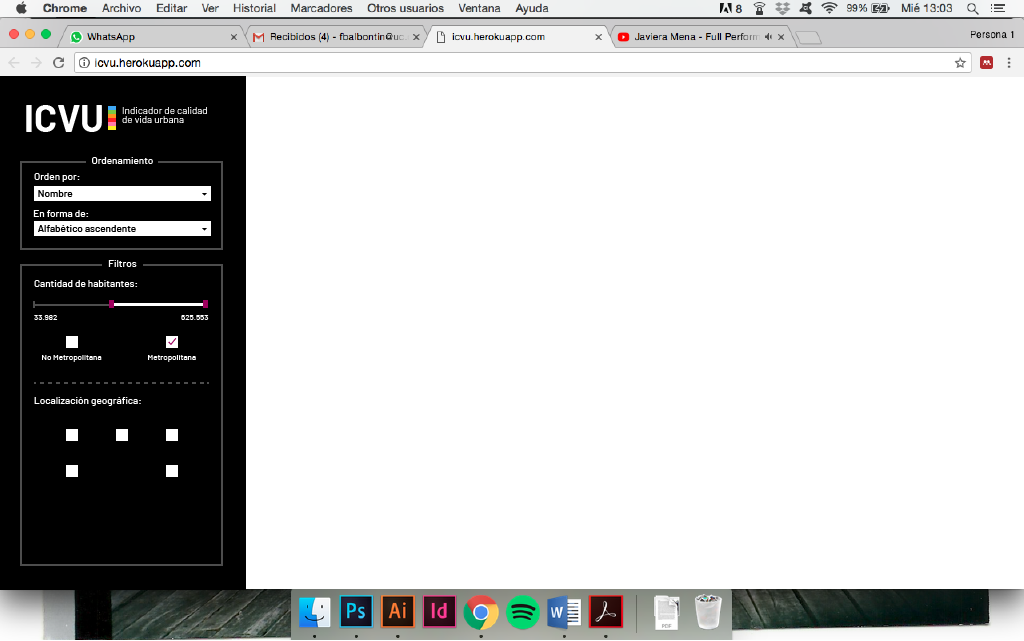 Chrome Archivo Editar Ver Historial Marcadores Otros usuarios Ventana Ayuda 8 99% Mié 13:03
WhatsApp Recibidos (4) - fbalbontin@uc. icvu.herokuapp.com Javiera Mena - Full Perform Persona 1
icvu.herokuapp.com
ICVU Indicador de calidad
de vida urbana
Ordenamiento
Orden por:
Nombre
En forma de:
Alfabético ascendente
Filtros
Cantidad de habitantes:
33.982 625.553
No Metropolitana Metropolitana
Localización geográfica:
Ps Ai Id W PDF